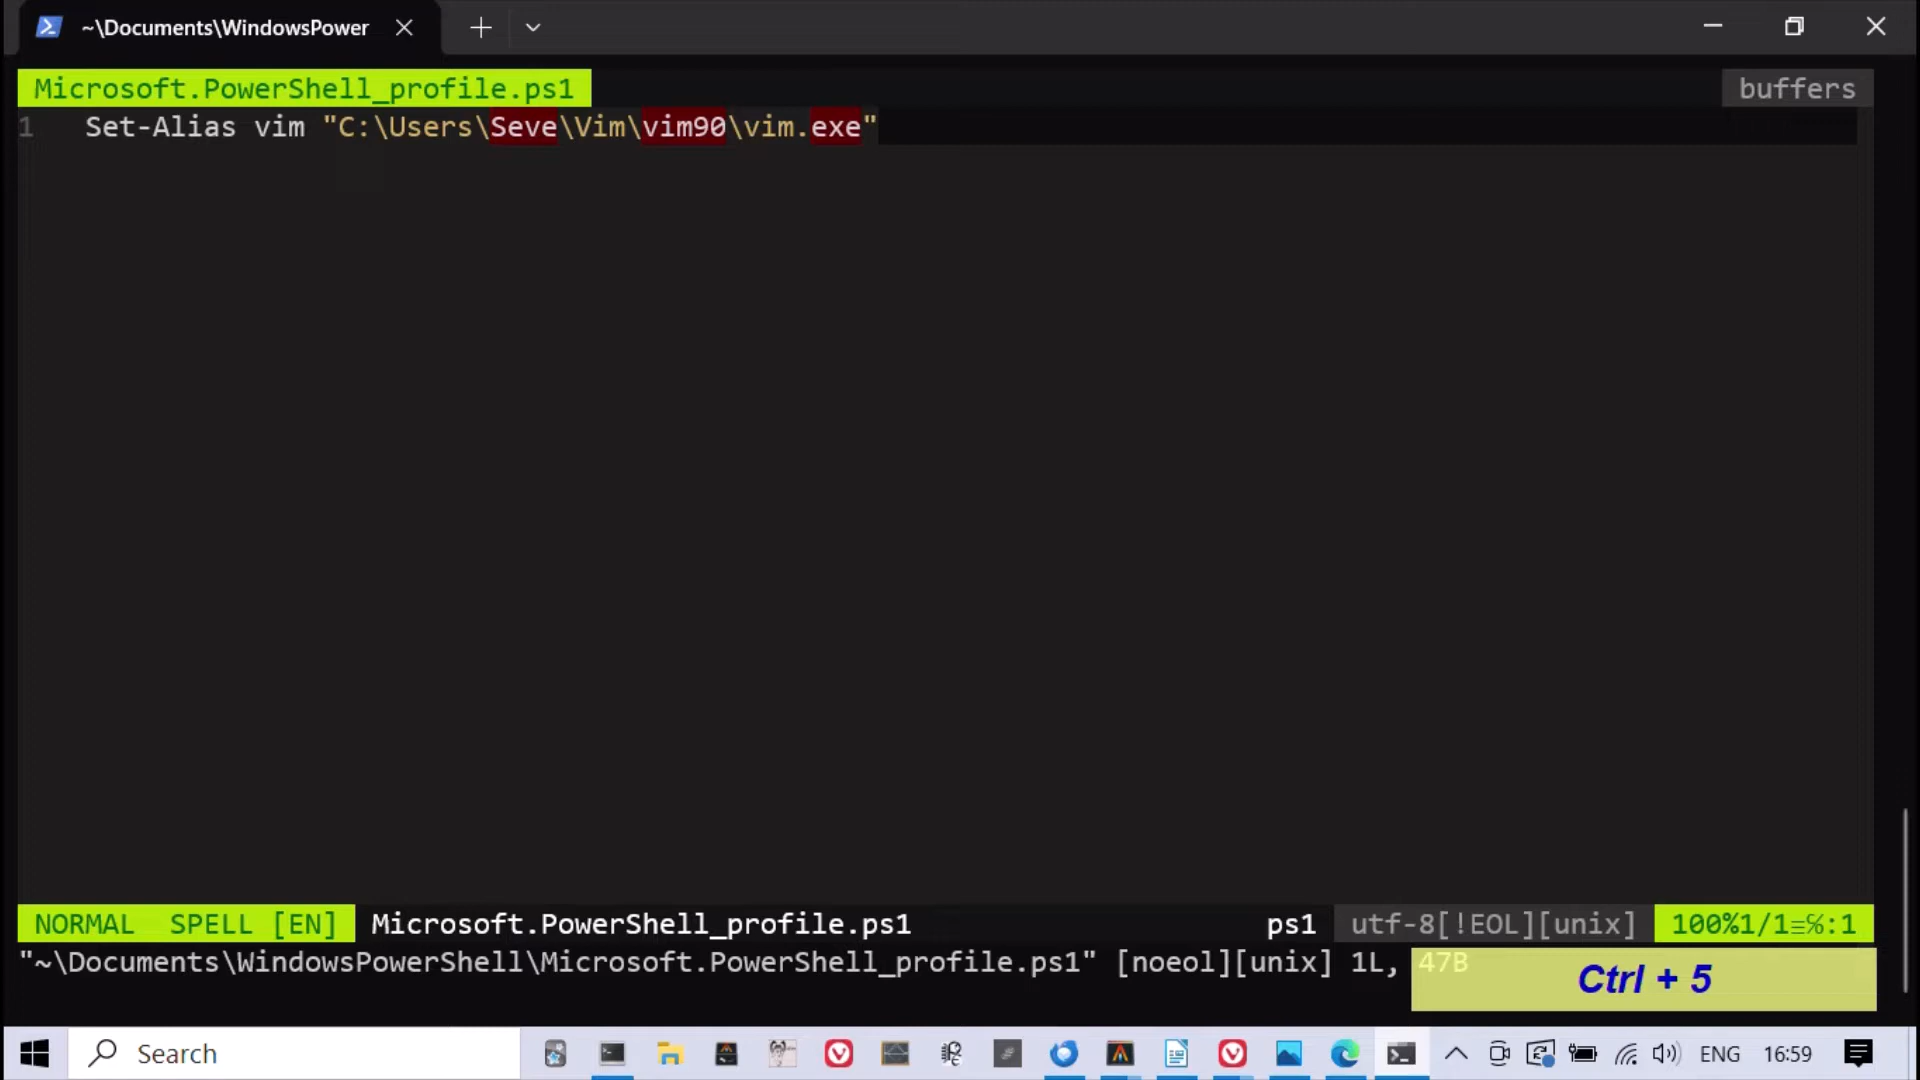 ~\Documents\WindowsPower
Microsoft.PowerShell_profile.ps1 buffers
1 Set-Alias vim "C:\Users\Seve\Vim\vim90\vim.exe"
NORMAL SPELL [EN] Microsoft.PowerShell_profile.ps1 ps1 utf-8[!EOL][unix] 100%1/1≡℅:1
"~\Documents\WindowsPowerShell\Microsoft.PowerShell_profile.ps1" [noeol][unix] 1L, 47B
Ctrl + 5
Search ENG 16:59